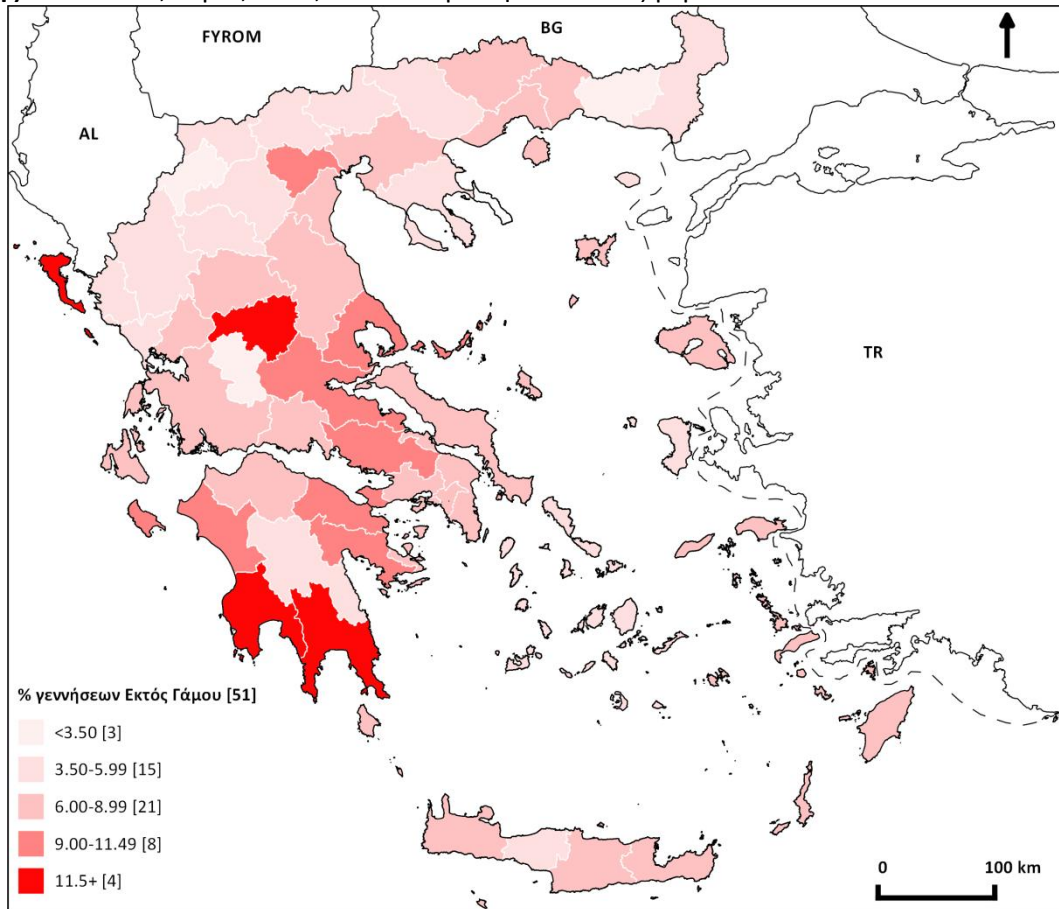 FYROM
BG
AL
TR
% γεννήσεων Εκτός Γάμου [51]
<3.50 [3]
3.50-5.99 [15]
6.00-8.99 [21]
9.00-11.49 [8]
11.5+ [4]
0 100 km